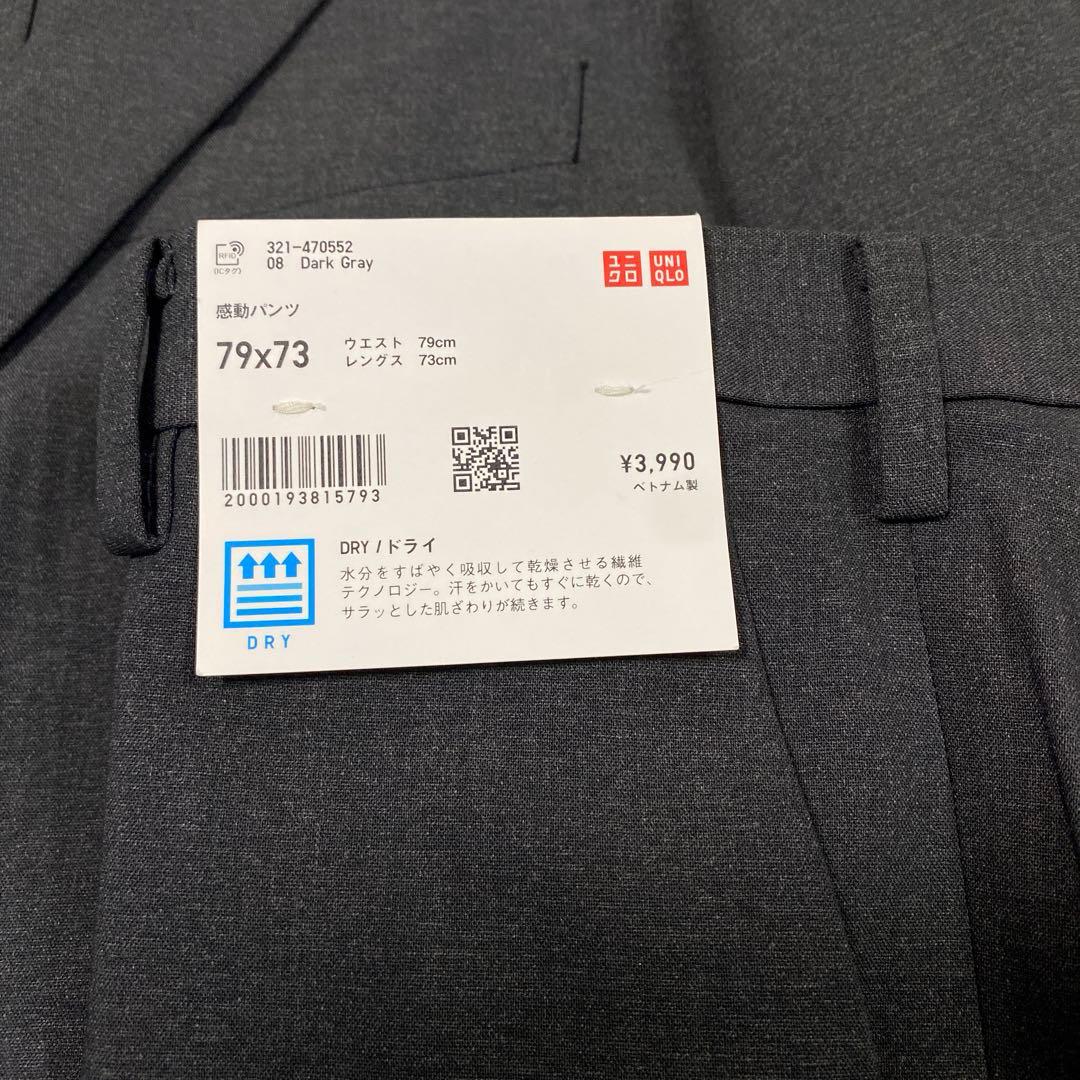 RFID
(ICタグ)
321-470552
08 Dark Gray
ユニ
クロ
UNI
QLO
感動パンツ
79x73
ウエスト 79cm
レングス 73cm
2000193815793
¥3,990
ベトナム製
DRY
DRY / ドライ
水分をすばやく吸収して乾燥させる繊維
テクノロジー。汗をかいてもすぐに乾くので、
サラッとした肌ざわりが続きます。